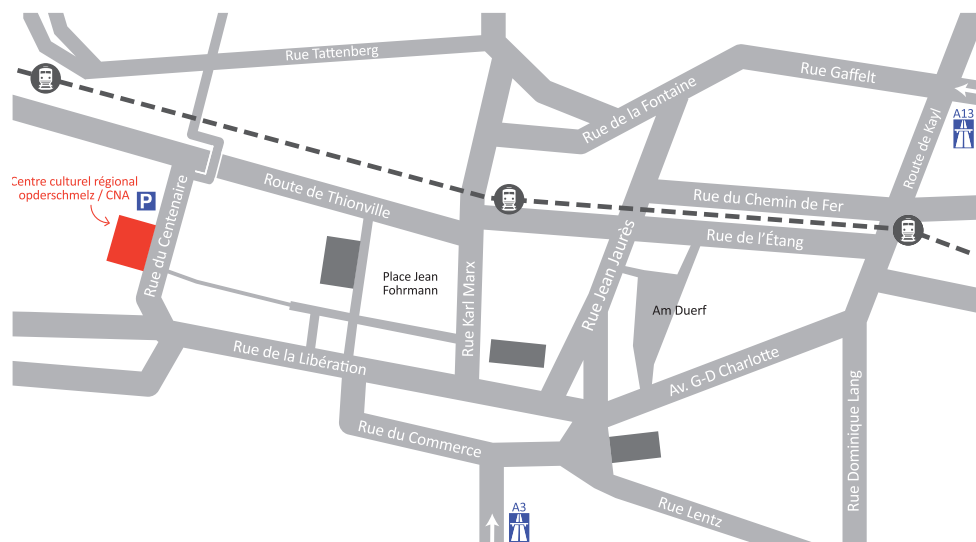 Rue Tattenberg
Rue Gaffelt
Rue de la Fontaine
A13
Route de Kayl
Centre culturel régional
opderschmelz / CNA
P
Route de Thionville
Rue du Chemin de Fer
Rue de l'Étang
Rue du Centenaire
Place Jean
Fohrmann
Rue Karl Marx
Rue Jean Jaurès
Am Duerf
Rue de la Libération
Av. G-D Charlotte
Rue Dominique Lang
Rue du Commerce
Rue Lentz
A3